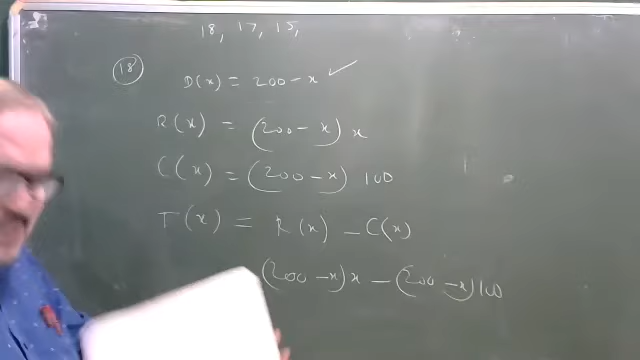 18, 17, 15,
(18) D(x) = 200 - x ✓
R(x) = (200 - x) x
C(x) = (200 - x) 100
T(x) = R(x) - C(x)
(200 - x) x - (200 - x) 100